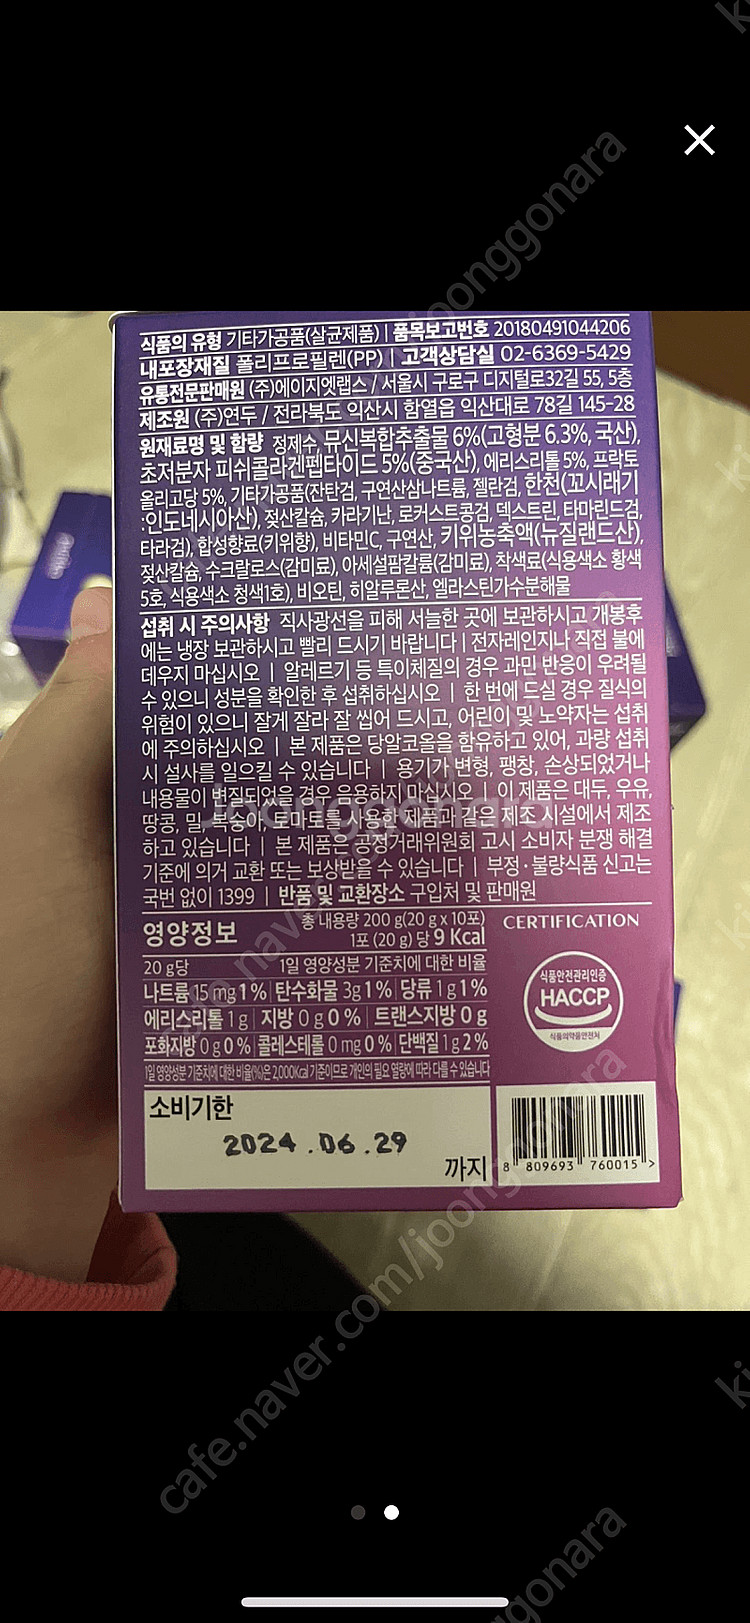 식품의 유형 기타가공품(살균제품) | 품목보고번호 20180491044206
내포장재질 폴리프로필렌(PP) | 고객상담실 02-6369-5429
유통전문판매원 (주)에이지엣랩스 / 서울시 구로구 디지털로32길 55, 5층
제조원 (주)연두 / 전라북도 익산시 함열읍 익산대로 78길 145-28
원재료명 및 함량 정제수, 뮤신복합추출물 6%(고형분 6.3%, 국산),
초저분자 피쉬콜라겐펩타이드 5%(중국산), 에리스리톨 5%, 프락토
올리고당 5%, 기타가공품(잔탄검, 구연산삼나트륨, 젤란검, 한천(꼬시래기
:인도네시아산), 젖산칼슘, 카라기난, 로커스트콩검, 덱스트린, 타마린드검,
타라검), 합성향료(키위향), 비타민C, 구연산, 키위농축액(뉴질랜드산),
젖산칼슘, 수크랄로스(감미료), 아세설팜칼륨(감미료), 착색료(식용색소 황색
5호, 식용색소 청색1호), 비오틴, 히알루론산, 엘라스틴가수분해물
섭취 시 주의사항 직사광선을 피해 서늘한 곳에 보관하시고 개봉후
에는 냉장 보관하시고 빨리 드시기 바랍니다 | 전자레인지나 직접 불에
데우지 마십시오 | 알레르기 등 특이체질의 경우 과민 반응이 우려될
수 있으니 성분을 확인한 후 섭취하십시오 | 한 번에 드실 경우 질식의
위험이 있으니 잘게 잘라 잘 씹어 드시고, 어린이 및 노약자는 섭취
에 주의하십시오 | 본 제품은 당알코올을 함유하고 있어, 과량 섭취
시 설사를 일으킬 수 있습니다 | 용기가 변형, 팽창, 손상되었거나
내용물이 변질되었을 경우 음용하지 마십시오 | 이 제품은 대두, 우유,
땅콩, 밀, 복숭아, 토마토를 사용한 제품과 같은 제조 시설에서 제조
하고 있습니다 | 본 제품은 공정거래위원회 고시 소비자 분쟁 해결
기준에 의거 교환 또는 보상받을 수 있습니다 | 부정·불량식품 신고는
국번 없이 1399 | 반품 및 교환장소 구입처 및 판매원
영양정보
총 내용량 200 g(20 g x 10포)
1포 (20 g) 당 9 Kcal
20 g당 1일 영양성분 기준치에 대한 비율
나트륨 15 mg 1% | 탄수화물 3g 1% | 당류 1 g 1%
에리스리톨 1 g | 지방 0 g 0 % | 트랜스지방 0 g
포화지방 0 g 0 % | 콜레스테롤 0 mg 0 % | 단백질 1 g 2 %
1일 영양성분 기준치에 대한 비율(%)은 2,000Kcal 기준이므로 개인의 필요 열량에 따라 다를 수 있습니다
CERTIFICATION
식품안전관리인증
HACCP
식품의약품안전처
소비기한
2024.06.29
까지
8 809693 760015 >
Joonggonara
cafe.naver.com/joonggonara